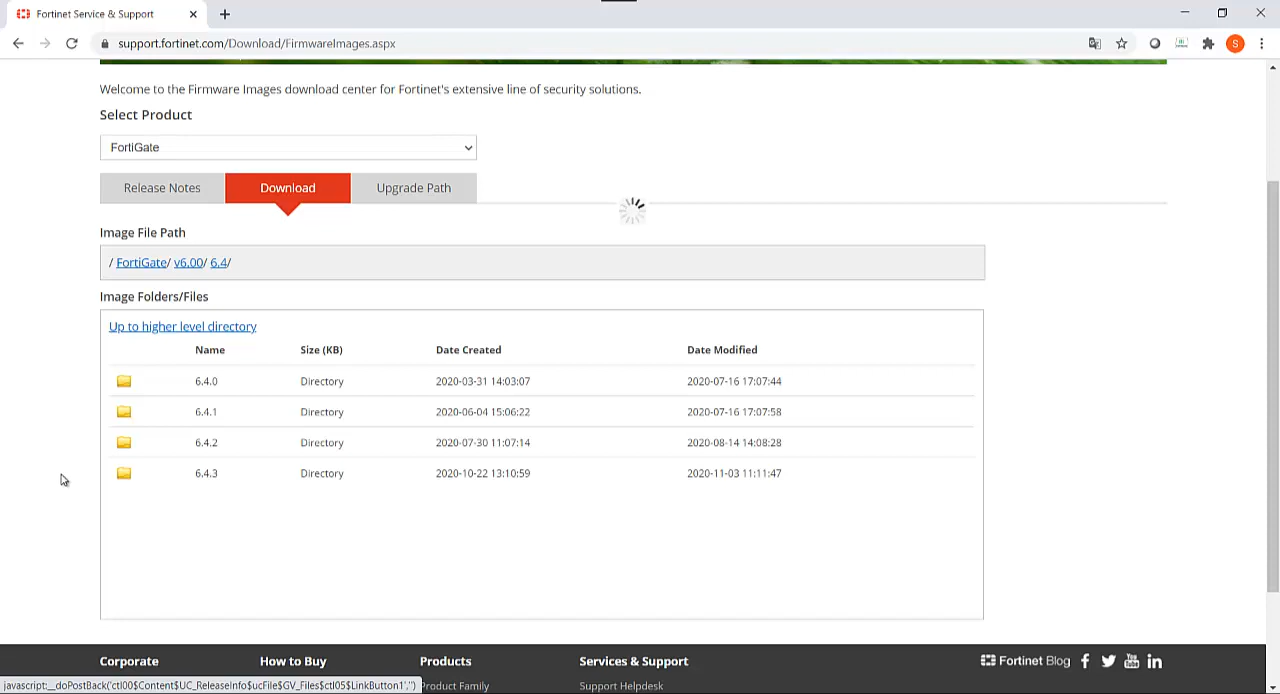 Fortinet Service & Support
support.fortinet.com/Download/FirmwareImages.aspx
S
Welcome to the Firmware Images download center for Fortinet's extensive line of security solutions.
Select Product
FortiGate
Release Notes Download Upgrade Path
Image File Path
/ FortiGate/ v6.00/ 6.4/
Image Folders/Files
Up to higher level directory
Name Size (KB) Date Created Date Modified
6.4.0 Directory 2020-03-31 14:03:07 2020-07-16 17:07:44
6.4.1 Directory 2020-06-04 15:06:22 2020-07-16 17:07:58
6.4.2 Directory 2020-07-30 11:07:14 2020-08-14 14:08:28
6.4.3 Directory 2020-10-22 13:10:59 2020-11-03 11:11:47
Corporate How to Buy Products Services & Support Fortinet Blog
javascript:__doPostBack('ctl00$Content$UC_ReleaseInfo$ucFile$GV_Files$ctl05$LinkButton1','') Product Family Support Helpdesk